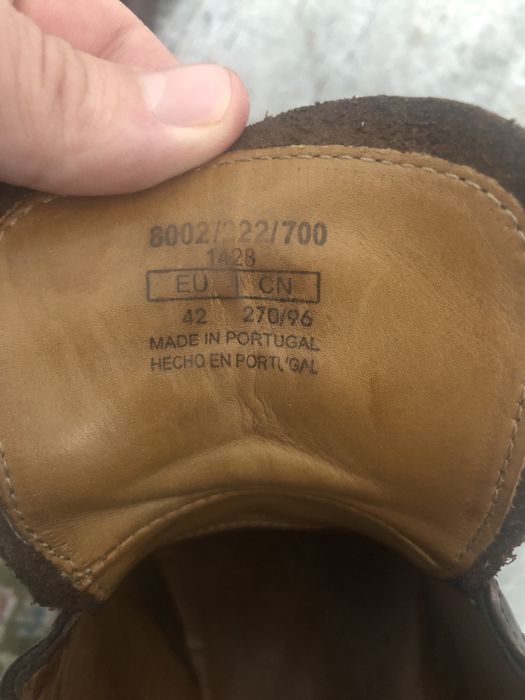 8002/222/700
1428
EU CN
42 270/96
MADE IN PORTUGAL
HECHO EN PORTUGAL